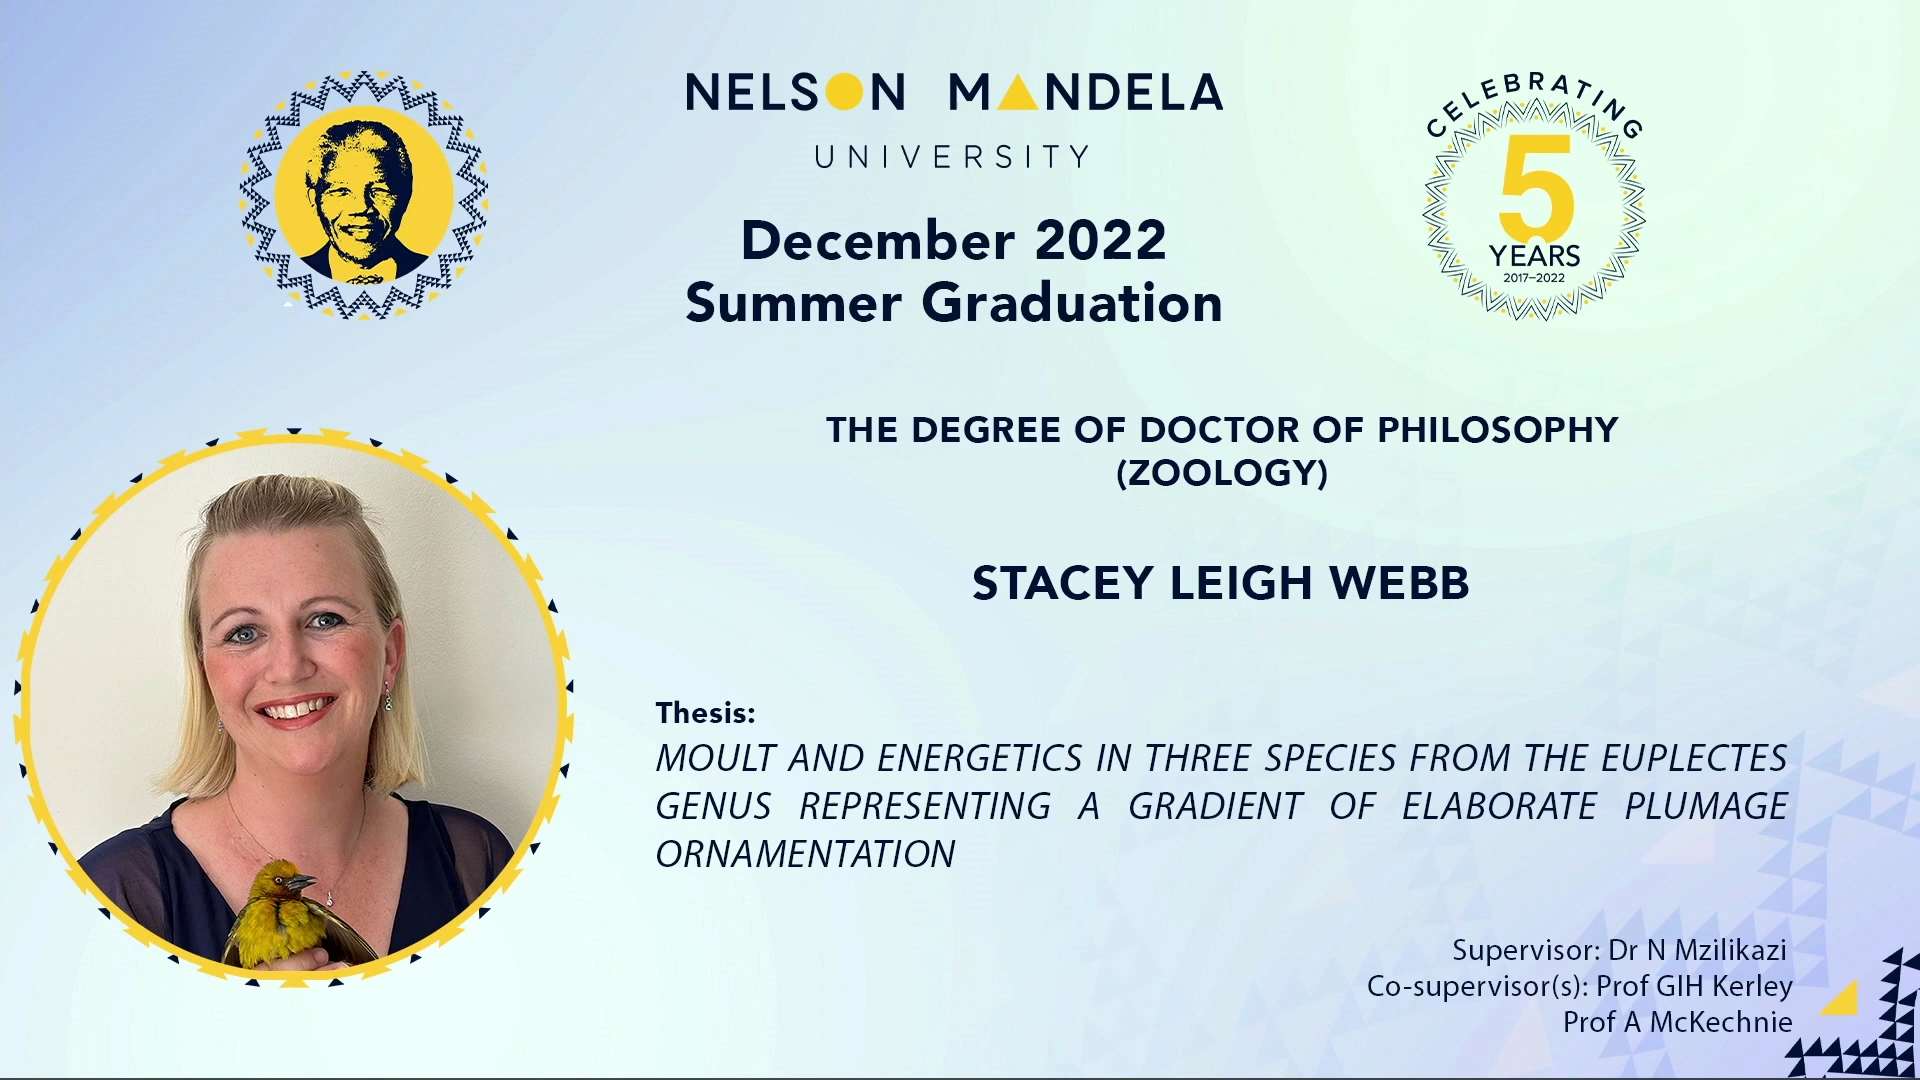 NELSON MANDELA
UNIVERSITY
December 2022
Summer Graduation
CELEBRATING
5
YEARS
2017–2022
THE DEGREE OF DOCTOR OF PHILOSOPHY
(ZOOLOGY)
STACEY LEIGH WEBB
Thesis:
MOULT AND ENERGETICS IN THREE SPECIES FROM THE EUPLECTES
GENUS REPRESENTING A GRADIENT OF ELABORATE PLUMAGE
ORNAMENTATION
Supervisor: Dr N Mzilikazi
Co-supervisor(s): Prof GIH Kerley
Prof A McKechnie